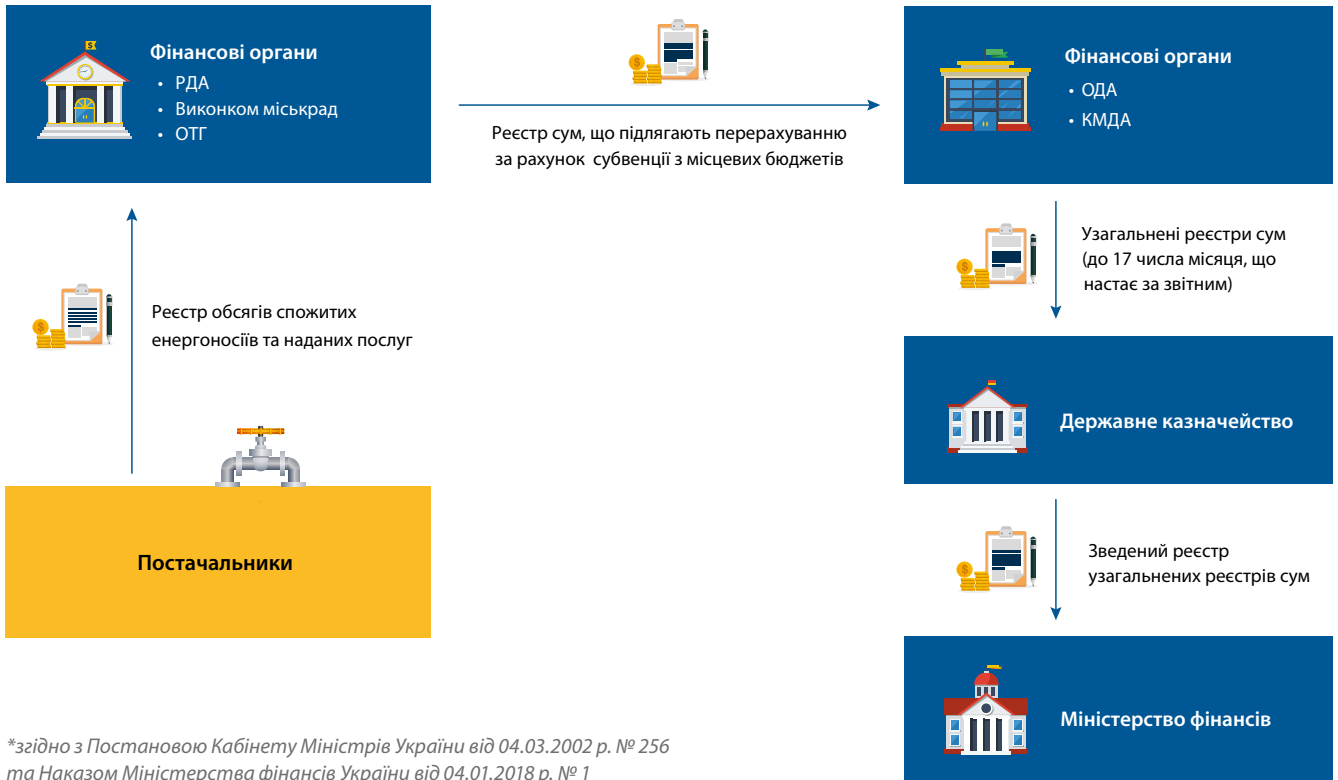 Фінансові органи
• РДА
• Виконком міськрад
• ОТГ
Реєстр сум, що підлягають перерахуванню
за рахунок субвенції з місцевих бюджетів
Фінансові органи
• ОДА
• КМДА
Узагальнені реєстри сум
(до 17 числа місяця, що
настає за звітним)
Реєстр обсягів спожитих
енергоносіїв та наданих послуг
Державне казначейство
Постачальники
Зведений реєстр
узагальнених реєстрів сум
Міністерство фінансів
*згідно з Постановою Кабінету Міністрів України від 04.03.2002 р. № 256
та Наказом Міністерства фінансів України від 04.01.2018 р. № 1